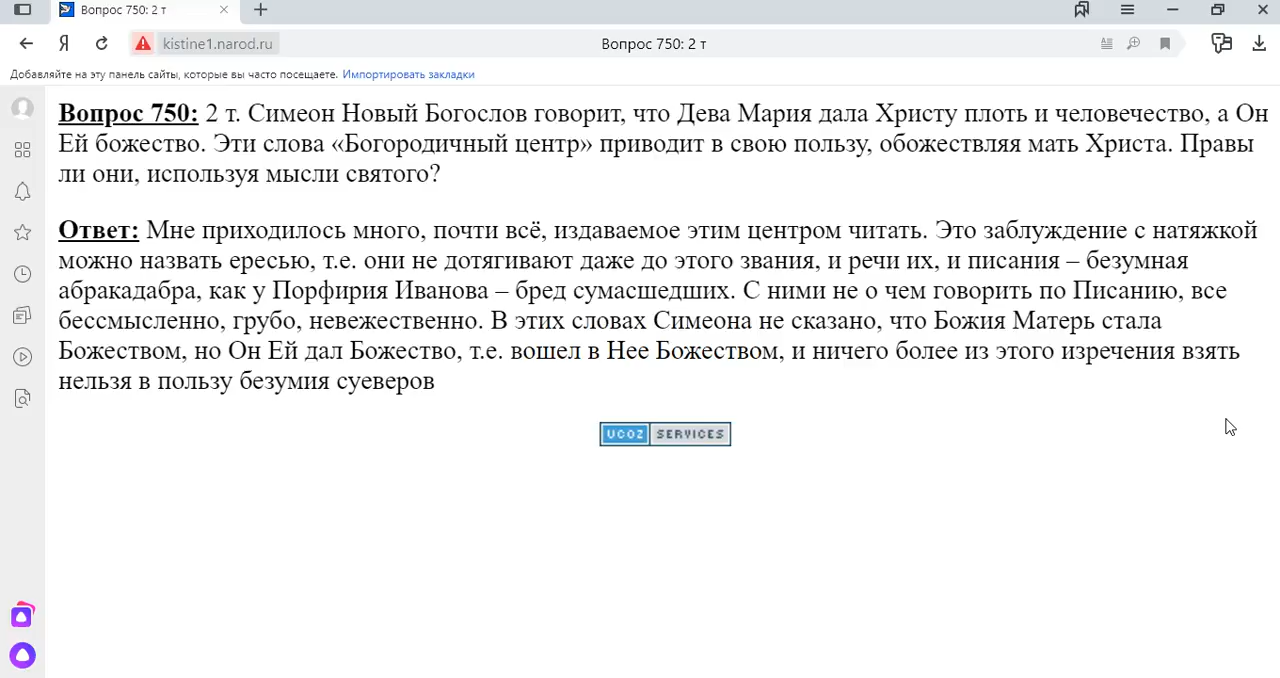 Вопрос 750: 2 т
kistine1.narod.ru
Вопрос 750: 2 т
Добавляйте на эту панель сайты, которые вы часто посещаете. Импортировать закладки
Вопрос 750: 2 т. Симеон Новый Богослов говорит, что Дева Мария дала Христу плоть и человечество, а Он
Ей божество. Эти слова «Богородичный центр» приводит в свою пользу, обожествляя мать Христа. Правы
ли они, используя мысли святого?
Ответ: Мне приходилось много, почти всё, издаваемое этим центром читать. Это заблуждение с натяжкой
можно назвать ересью, т.е. они не дотягивают даже до этого звания, и речи их, и писания – безумная
абракадабра, как у Порфирия Иванова – бред сумасшедших. С ними не о чем говорить по Писанию, все
бессмысленно, грубо, невежественно. В этих словах Симеона не сказано, что Божия Матерь стала
Божеством, но Он Ей дал Божество, т.е. вошел в Нее Божеством, и ничего более из этого изречения взять
нельзя в пользу безумия суеверов
UCOZ SERVICES